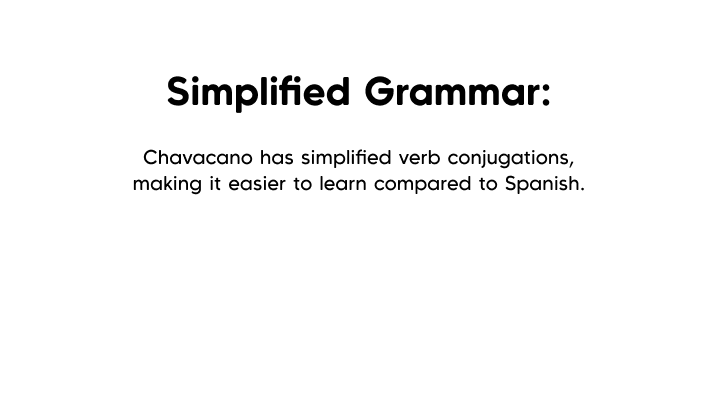 Simplified Grammar:
Chavacano has simplified verb conjugations,
making it easier to learn compared to Spanish.